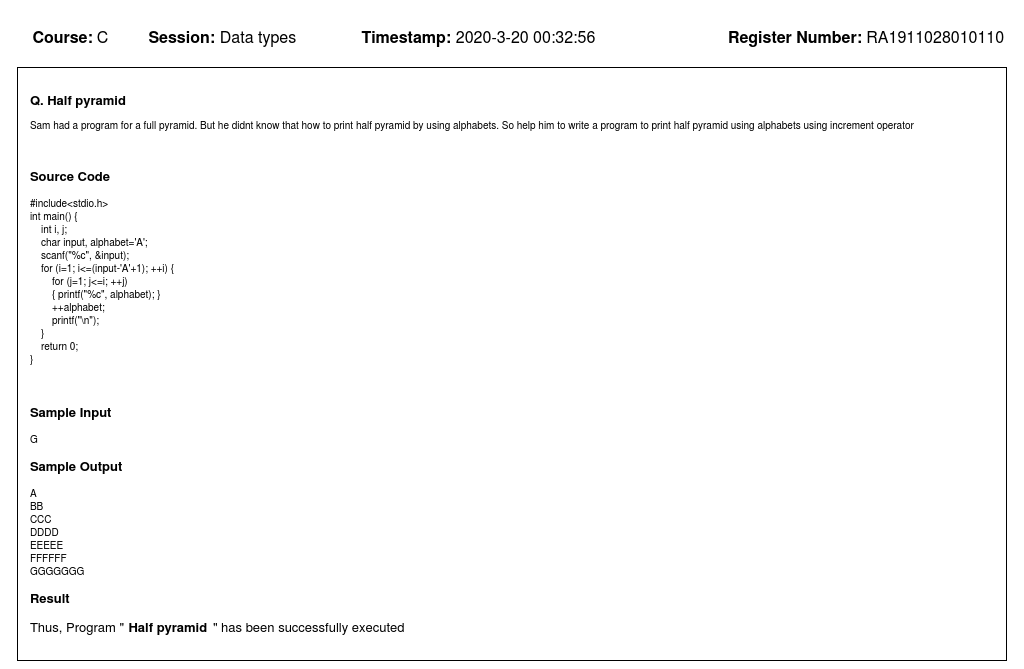 Course: C Session: Data types Timestamp: 2020-3-20 00:32:56 Register Number: RA1911028010110
Q. Half pyramid
Sam had a program for a full pyramid. But he didnt know that how to print half pyramid by using alphabets. So help him to write a program to print half pyramid using alphabets using increment operator
Source Code
#include<stdio.h>
int main() {
    int i, j;
    char input, alphabet='A';
    scanf("%c", &input);
    for (i=1; i<=(input-'A'+1); ++i) {
        for (j=1; j<=i; ++j)
        { printf("%c", alphabet); }
        ++alphabet;
        printf("\n");
    }
    return 0;
}
Sample Input
G
Sample Output
A
BB
CCC
DDDD
EEEEE
FFFFFF
GGGGGGG
Result
Thus, Program " Half pyramid " has been successfully executed